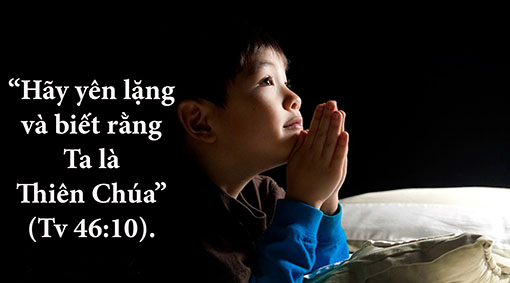 “Hãy yên lặng
và biết rằng
Ta là
Thiên Chúa”
(Tv 46:10).